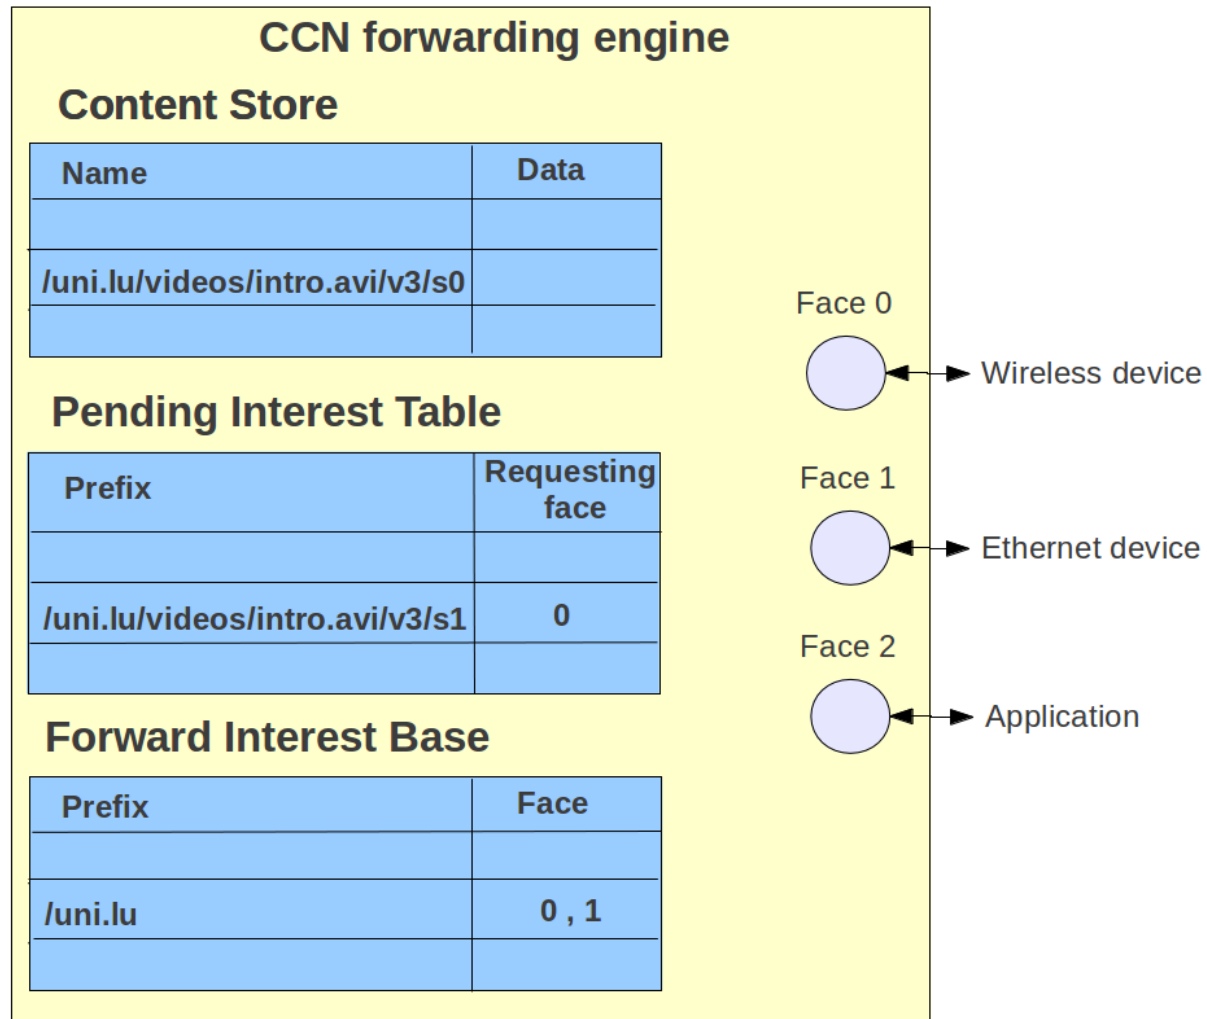 CCN forwarding engine
Content Store
Name Data
/uni.lu/videos/intro.avi/v3/s0
Pending Interest Table
Prefix Requesting
face
/uni.lu/videos/intro.avi/v3/s1 0
Forward Interest Base
Prefix Face
/uni.lu 0 , 1
Face 0
Wireless device
Face 1
Ethernet device
Face 2
Application